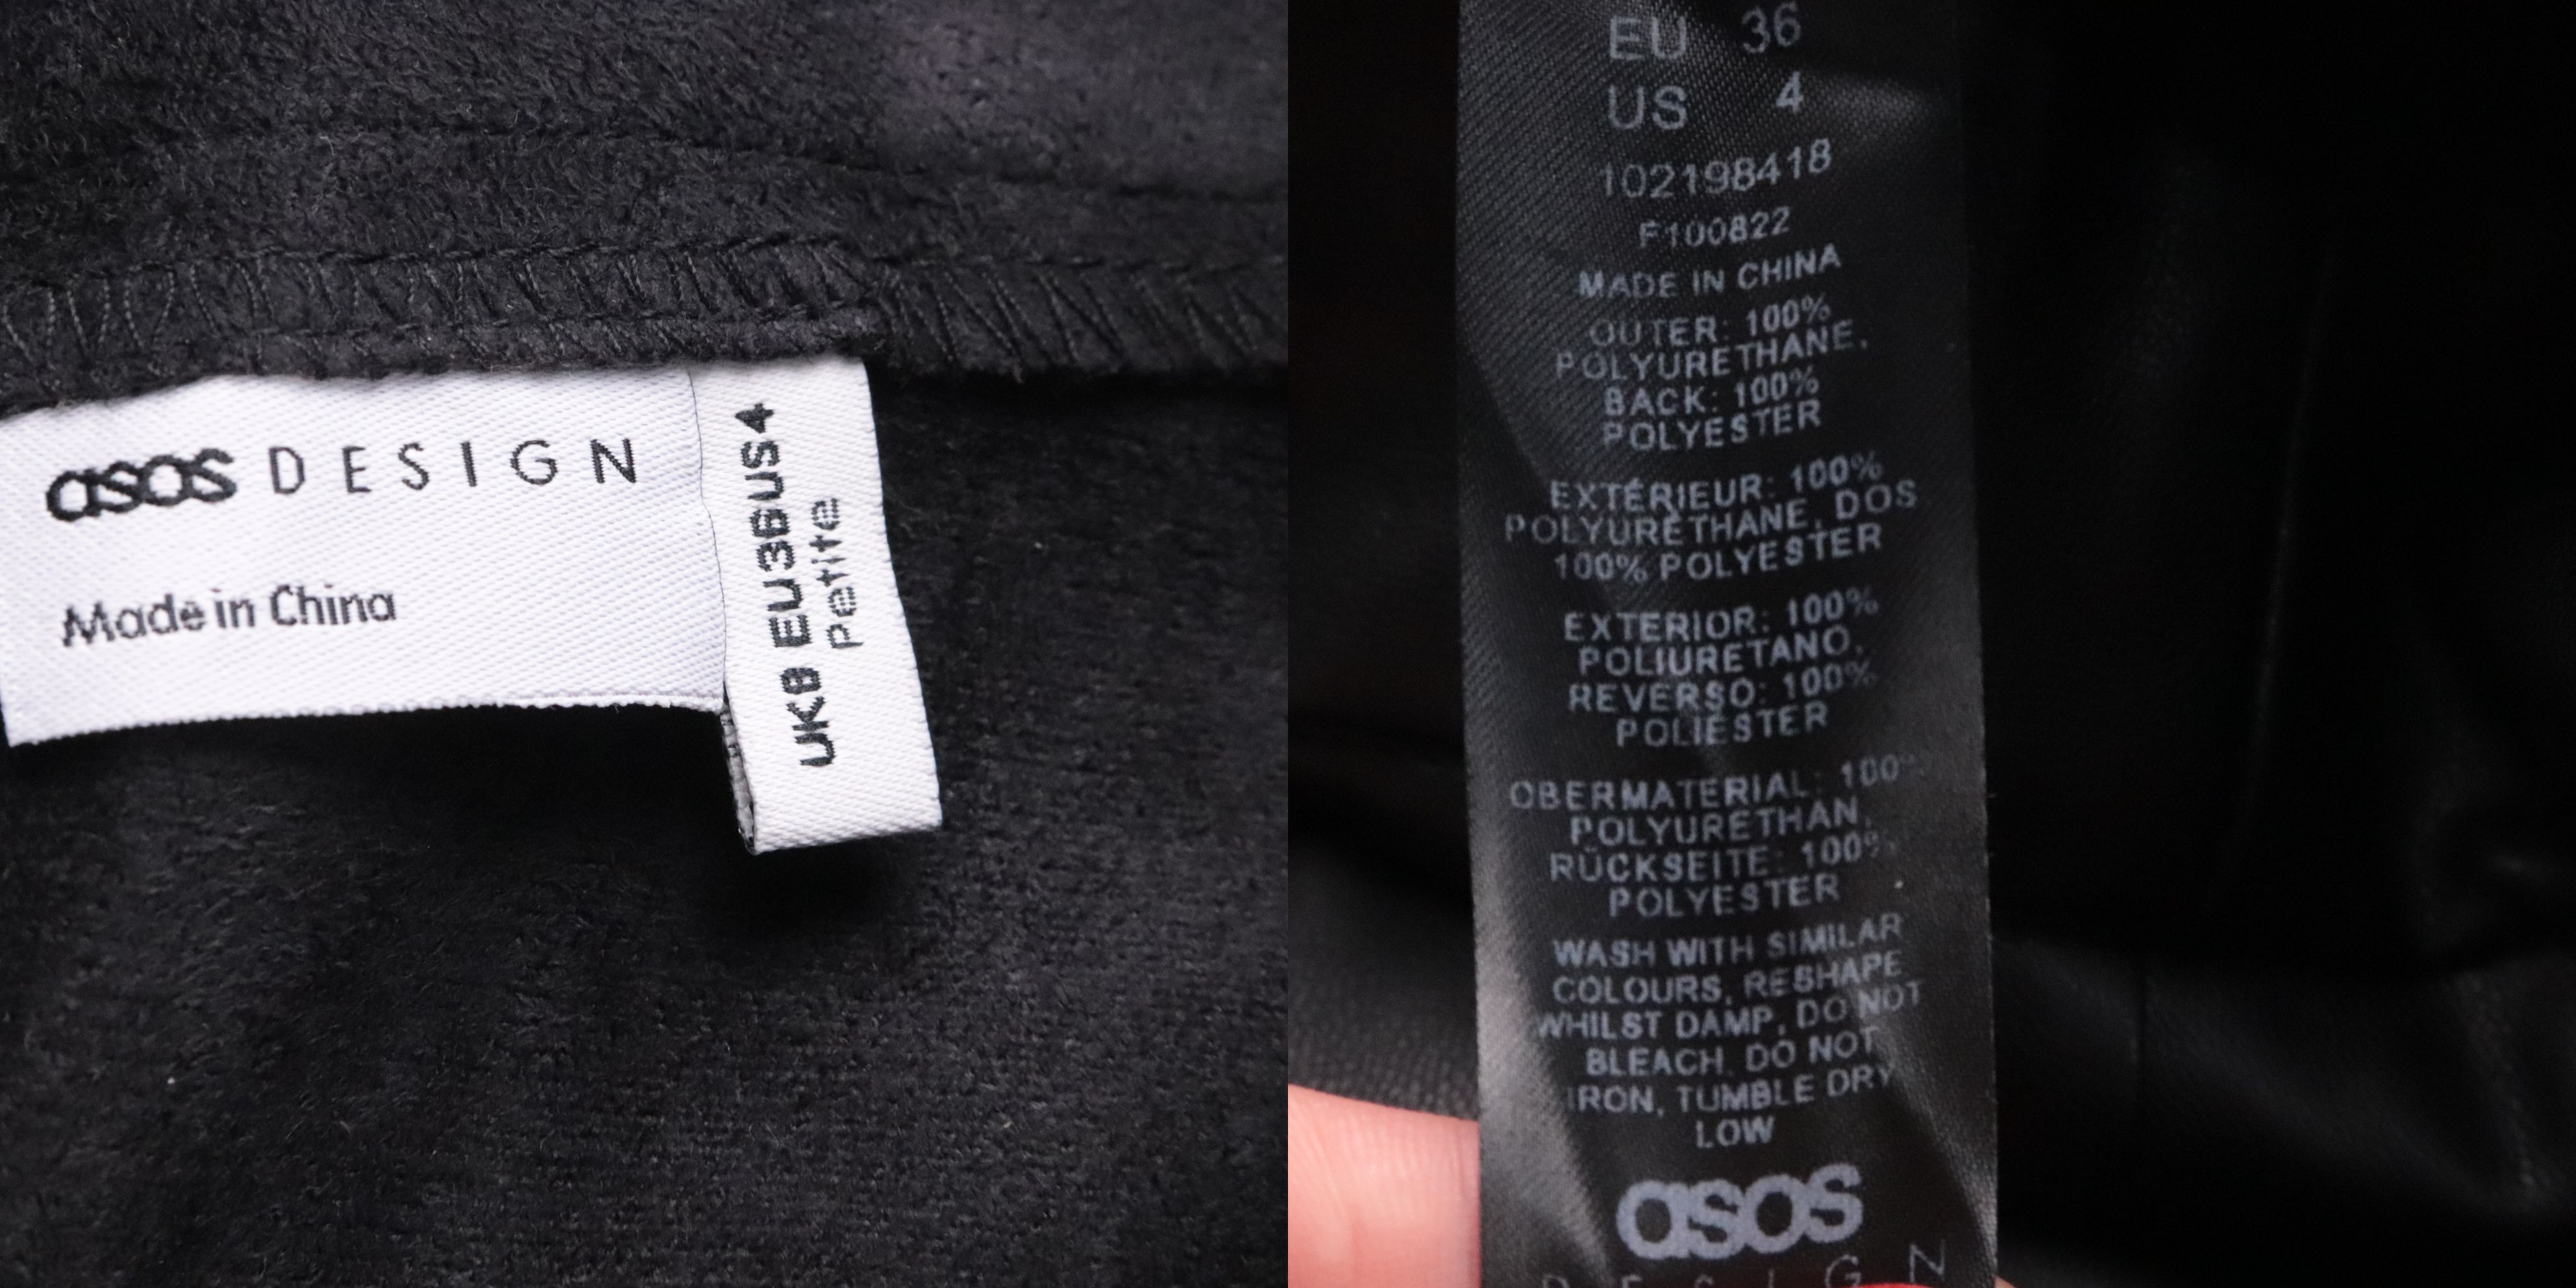 asos DESIGN
Made in China
UK8 EU36US4
Petite
EU 36
US 4
102198418
F100822
MADE IN CHINA
OUTER: 100%
POLYURETHANE,
BACK: 100%
POLYESTER
EXTÉRIEUR: 100%
POLYURÉTHANE, DOS
100% POLYESTER
EXTERIOR: 100%
POLIURETANO,
REVERSO: 100%
POLIÉSTER
OBERMATERIAL: 100%
POLYURETHAN,
RÜCKSEITE: 100%
POLYESTER
WASH WITH SIMILAR
COLOURS, RESHAPE
WHILST DAMP, DO NOT
BLEACH, DO NOT
IRON, TUMBLE DRY
LOW
asos
DESIGN